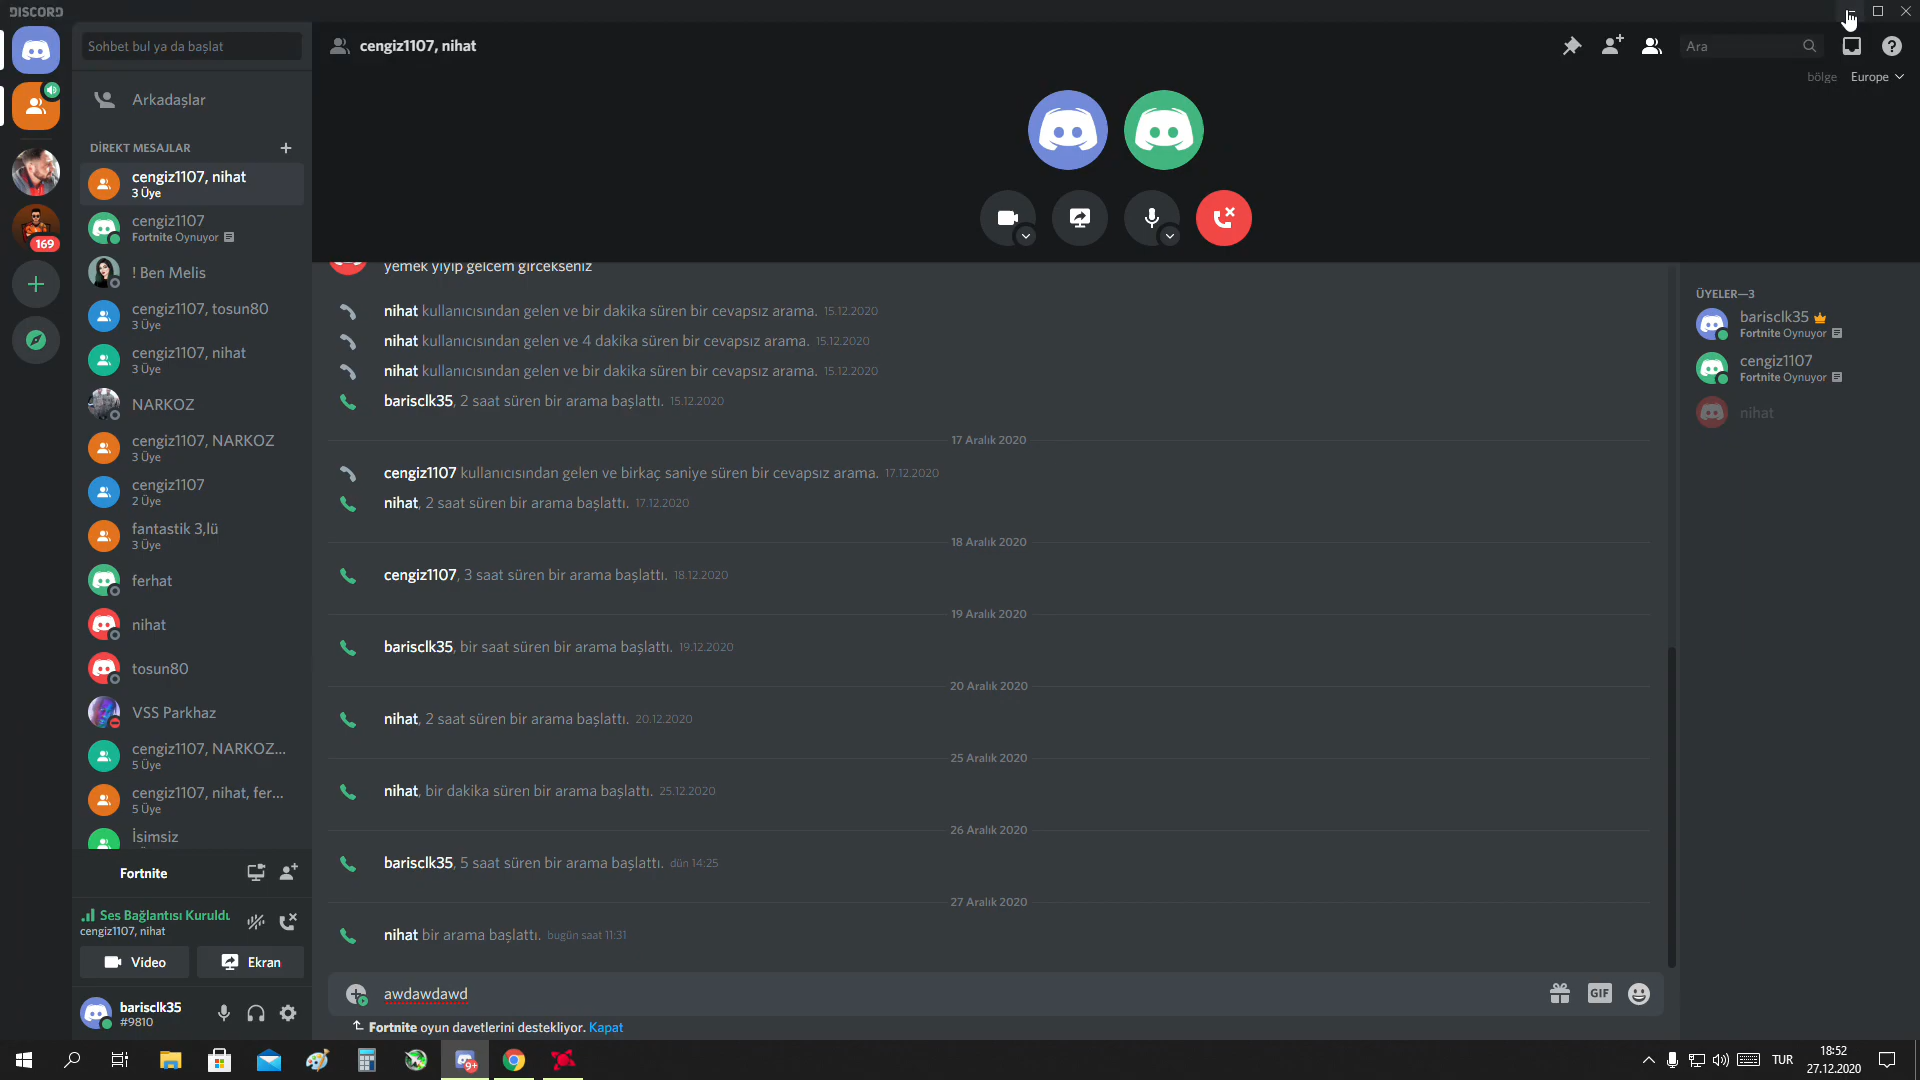 DISCORD
Sohbet bul ya da başlat
Arkadaşlar
DİREKT MESAJLAR
cengiz1107, nihat
3 Üye
cengiz1107
Fortnite Oynuyor
! Ben Melis
cengiz1107, tosun80
3 Üye
cengiz1107, nihat
3 Üye
NARKOZ
cengiz1107, NARKOZ
3 Üye
cengiz1107
2 Üye
fantastik 3,lü
3 Üye
ferhat
nihat
tosun80
VSS Parkhaz
cengiz1107, NARKOZ...
5 Üye
cengiz1107, nihat, fer...
5 Üye
İsimsiz
169
Fortnite
Ses Bağlantısı Kuruldu
cengiz1107, nihat
Video
Ekran
barisclk35
#9810
cengiz1107, nihat
Ara
bölge Europe
yemek yiyip gelcem gircekseniz
nihat kullanıcısından gelen ve bir dakika süren bir cevapsız arama. 15.12.2020
nihat kullanıcısından gelen ve 4 dakika süren bir cevapsız arama. 15.12.2020
nihat kullanıcısından gelen ve bir dakika süren bir cevapsız arama. 15.12.2020
barisclk35, 2 saat süren bir arama başlattı. 15.12.2020
17 Aralık 2020
cengiz1107 kullanıcısından gelen ve birkaç saniye süren bir cevapsız arama. 17.12.2020
nihat, 2 saat süren bir arama başlattı. 17.12.2020
18 Aralık 2020
cengiz1107, 3 saat süren bir arama başlattı. 18.12.2020
19 Aralık 2020
barisclk35, bir saat süren bir arama başlattı. 19.12.2020
20 Aralık 2020
nihat, 2 saat süren bir arama başlattı. 20.12.2020
25 Aralık 2020
nihat, bir dakika süren bir arama başlattı. 25.12.2020
26 Aralık 2020
barisclk35, 5 saat süren bir arama başlattı. dün 14:25
27 Aralık 2020
nihat bir arama başlattı. bugün saat 11:31
awdawdawd
GIF
Fortnite oyun davetlerini destekliyor. Kapat
ÜYELER—3
barisclk35
Fortnite Oynuyor
cengiz1107
Fortnite Oynuyor
nihat
9+
TUR
18:52
27.12.2020